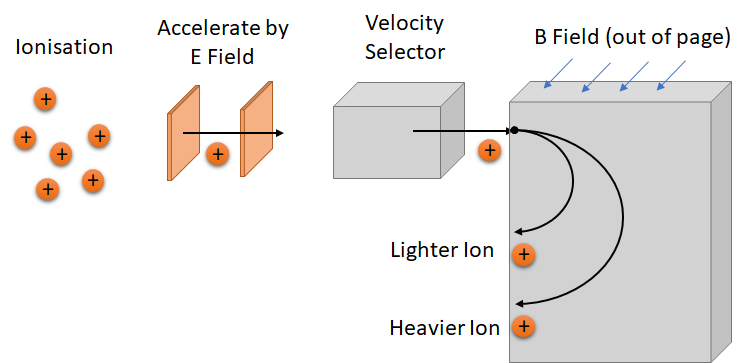 Ionisation
Accelerate by
E Field
Velocity
Selector
B Field (out of page)
+
+
+
+
+
+
+
+
Lighter Ion
+
Heavier Ion
+